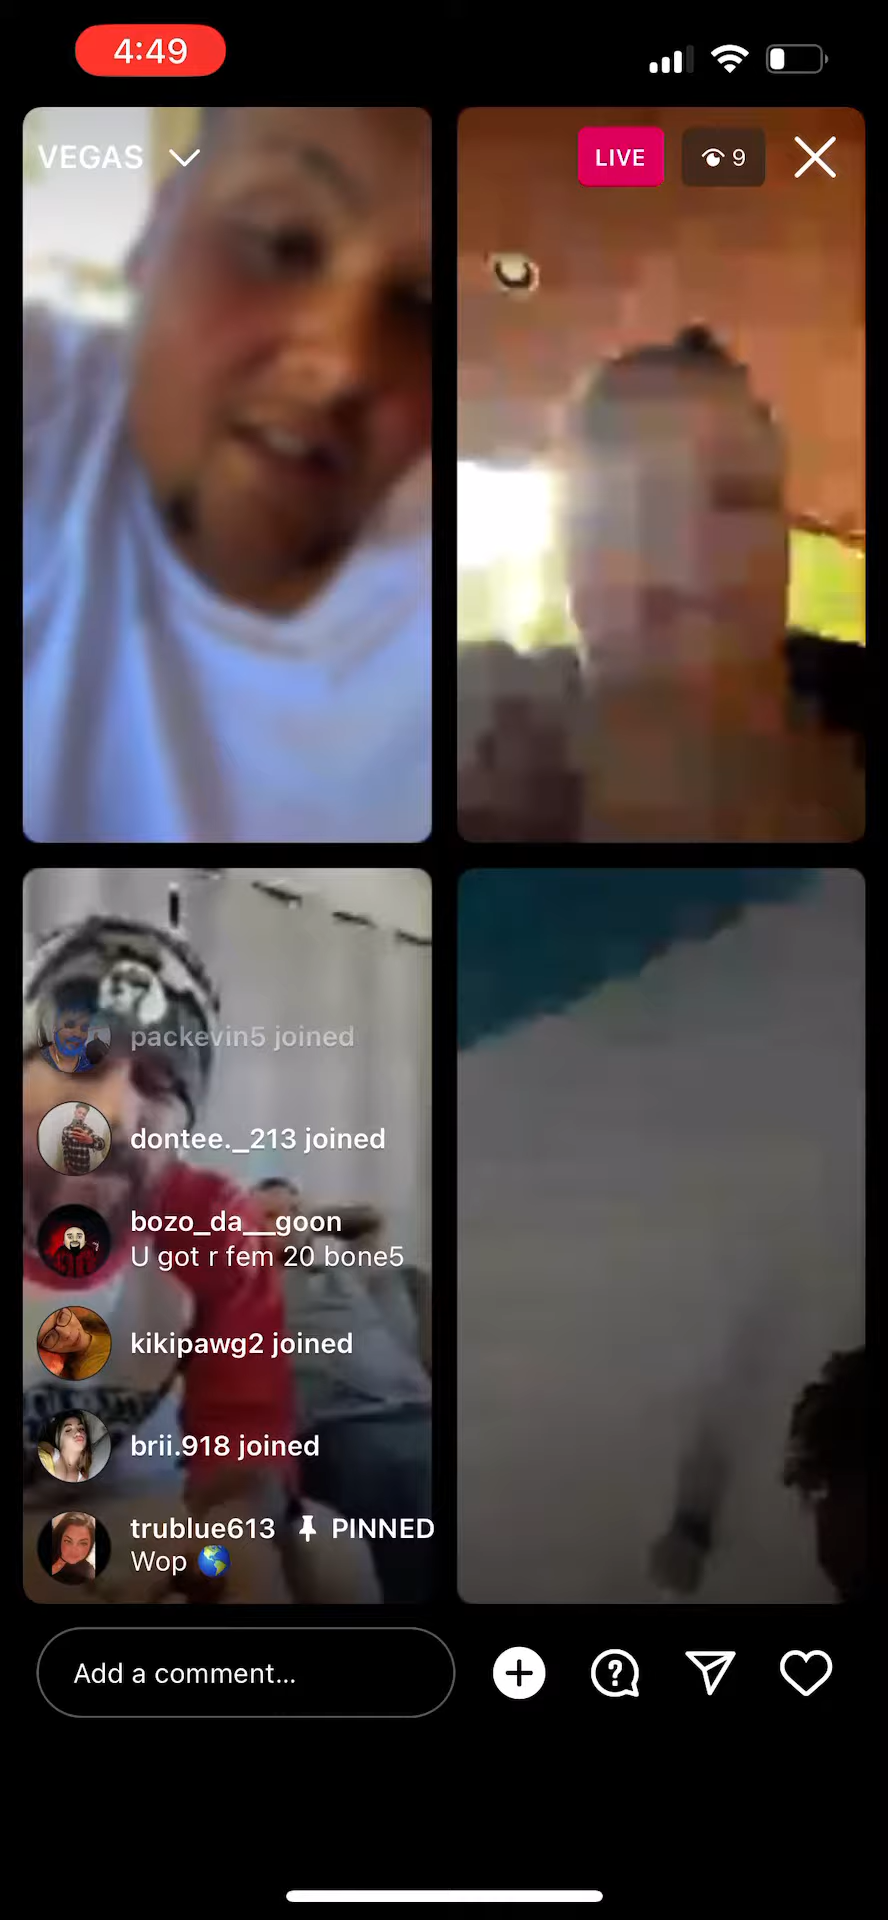 4:49
VEGAS
LIVE
9
packevin5 joined
dontee._213 joined
bozo_da__goon
U got r fem 20 bone5
kikipawg2 joined
brii.918 joined
trublue613 PINNED
Wop 🌎
Add a comment...